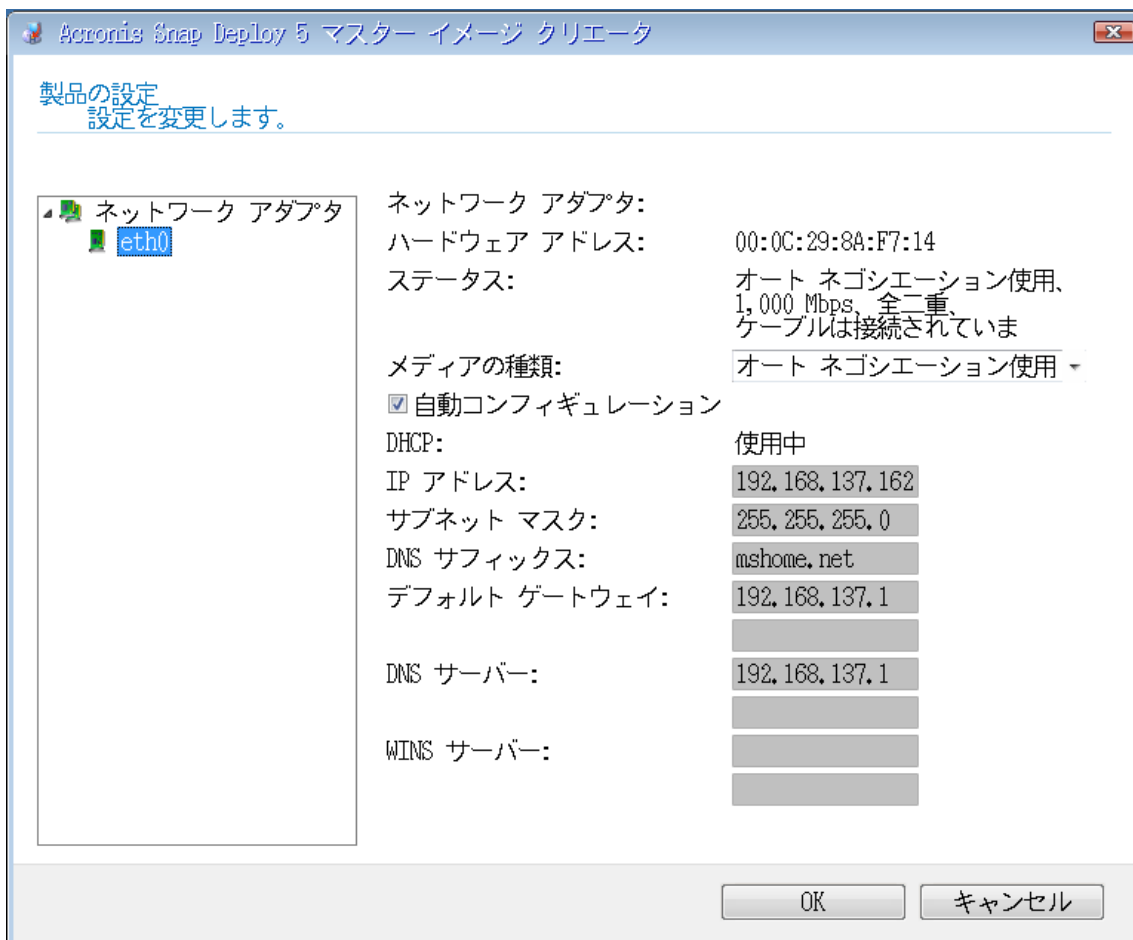 Acronis Snap Deploy 5 マスター イメージ クリエータ
製品の設定
設定を変更します。
ネットワーク アダプタ
eth0
ネットワーク アダプタ:
ハードウェア アドレス: 00:0C:29:8A:F7:14
ステータス: オート ネゴシエーション使用、
1,000 Mbps、全二重、
ケーブルは接続されていま
メディアの種類: オート ネゴシエーション使用
自動コンフィギュレーション
DHCP: 使用中
IP アドレス: 192.168.137.162
サブネット マスク: 255.255.255.0
DNS サフィックス: mshome.net
デフォルト ゲートウェイ: 192.168.137.1
DNS サーバー: 192.168.137.1
WINS サーバー:
OK キャンセル